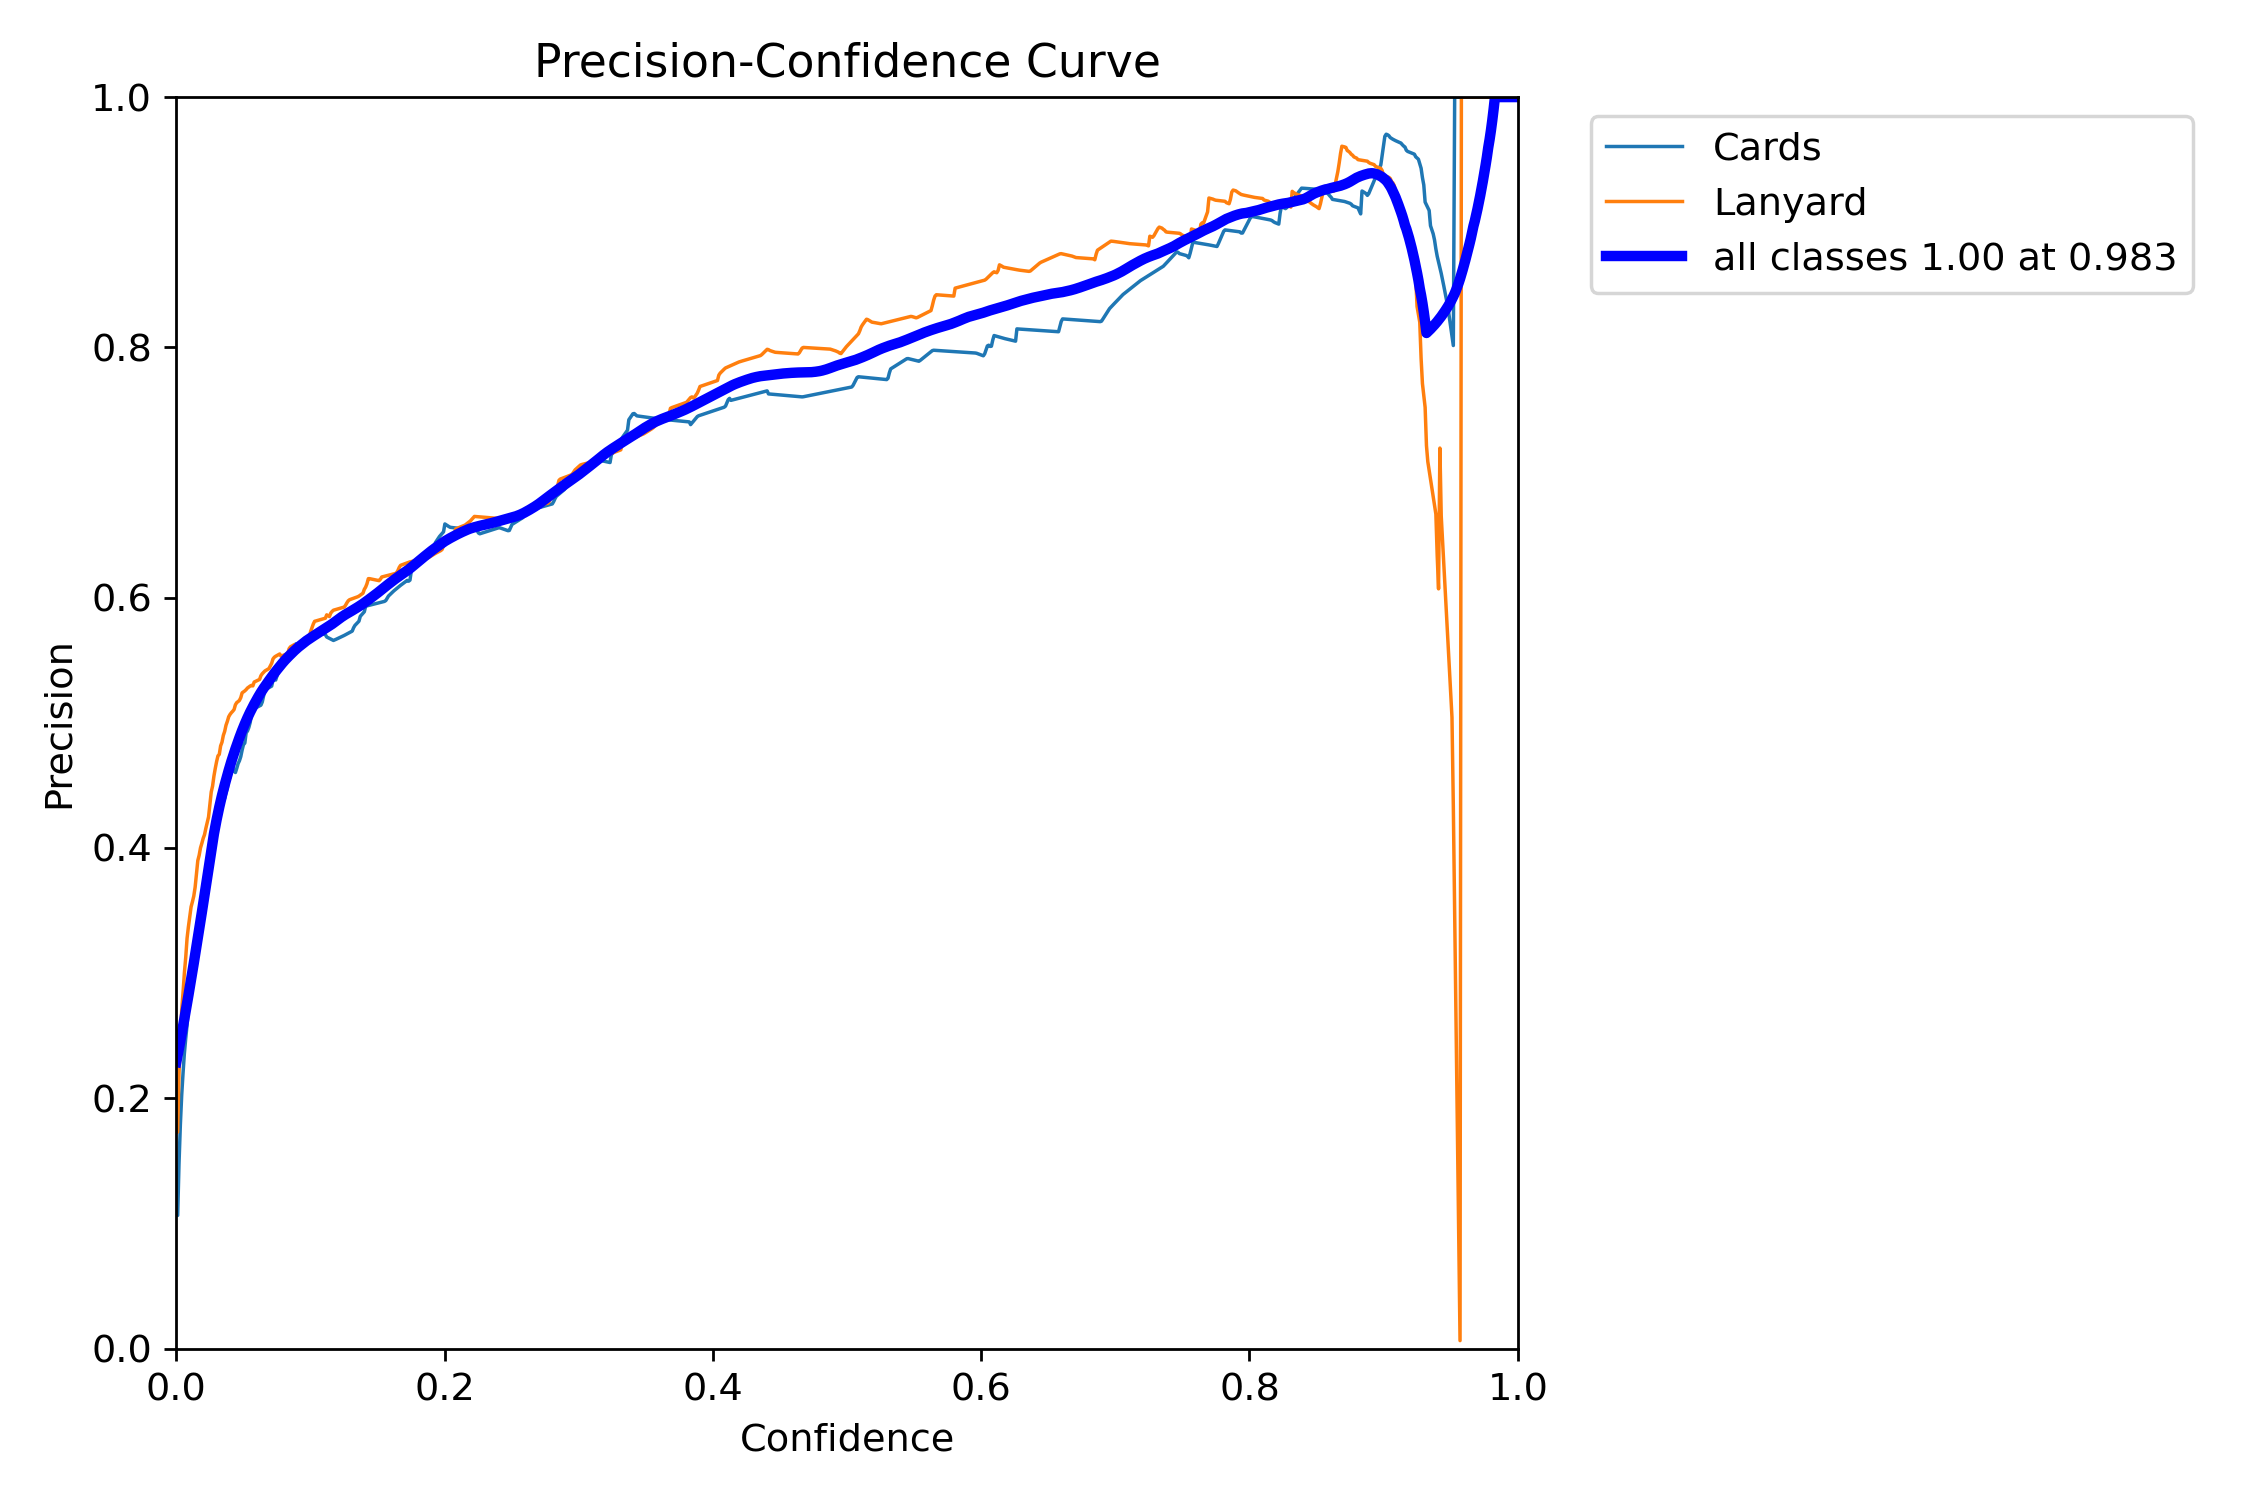 Precision-Confidence Curve
1.0
0.8
0.6
0.4
0.2
0.0
Precision
0.0 0.2 0.4 0.6 0.8 1.0
Confidence
Cards
Lanyard
all classes 1.00 at 0.983